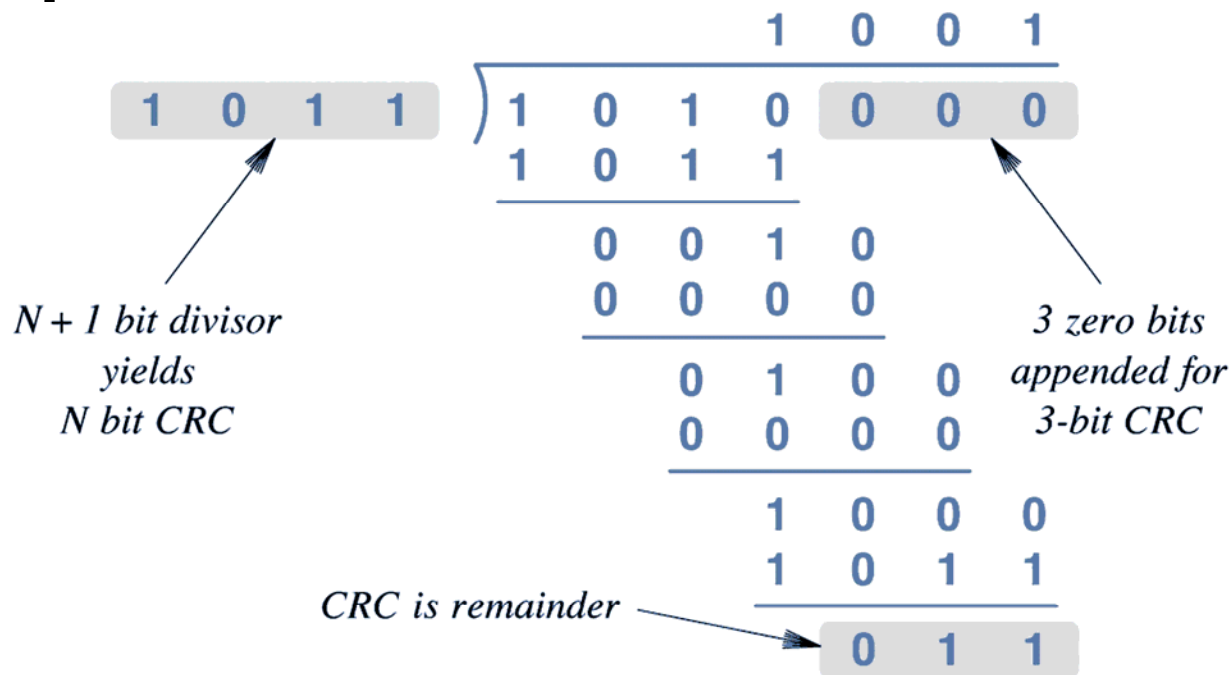 1 0 0 1
1 0 1 1 1 0 1 0 0 0 0
1 0 1 1
0 0 1 0
0 0 0 0
N + 1 bit divisor
yields
N bit CRC
3 zero bits
appended for
3-bit CRC
0 1 0 0
0 0 0 0
1 0 0 0
1 0 1 1
CRC is remainder
0 1 1